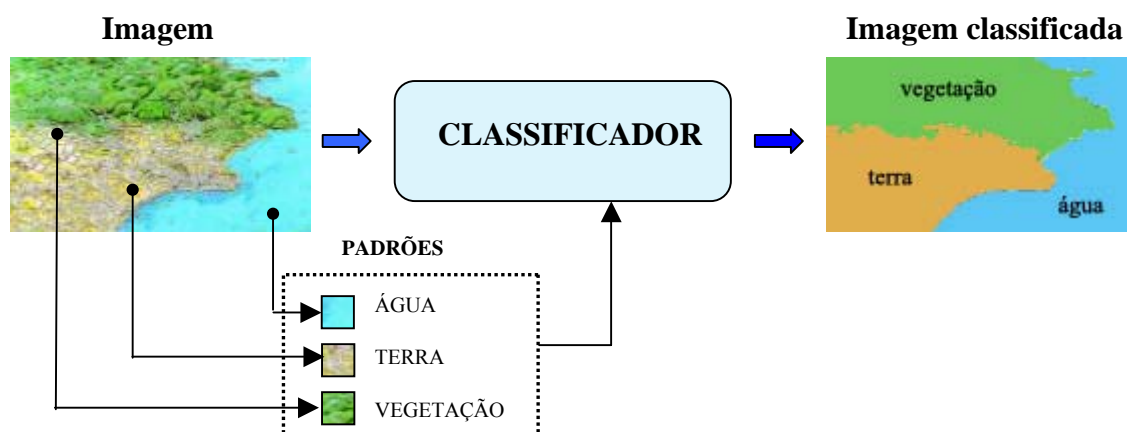 Imagem
Imagem classificada
CLASSIFICADOR
vegetação
terra
água
PADRÕES
ÁGUA
TERRA
VEGETAÇÃO